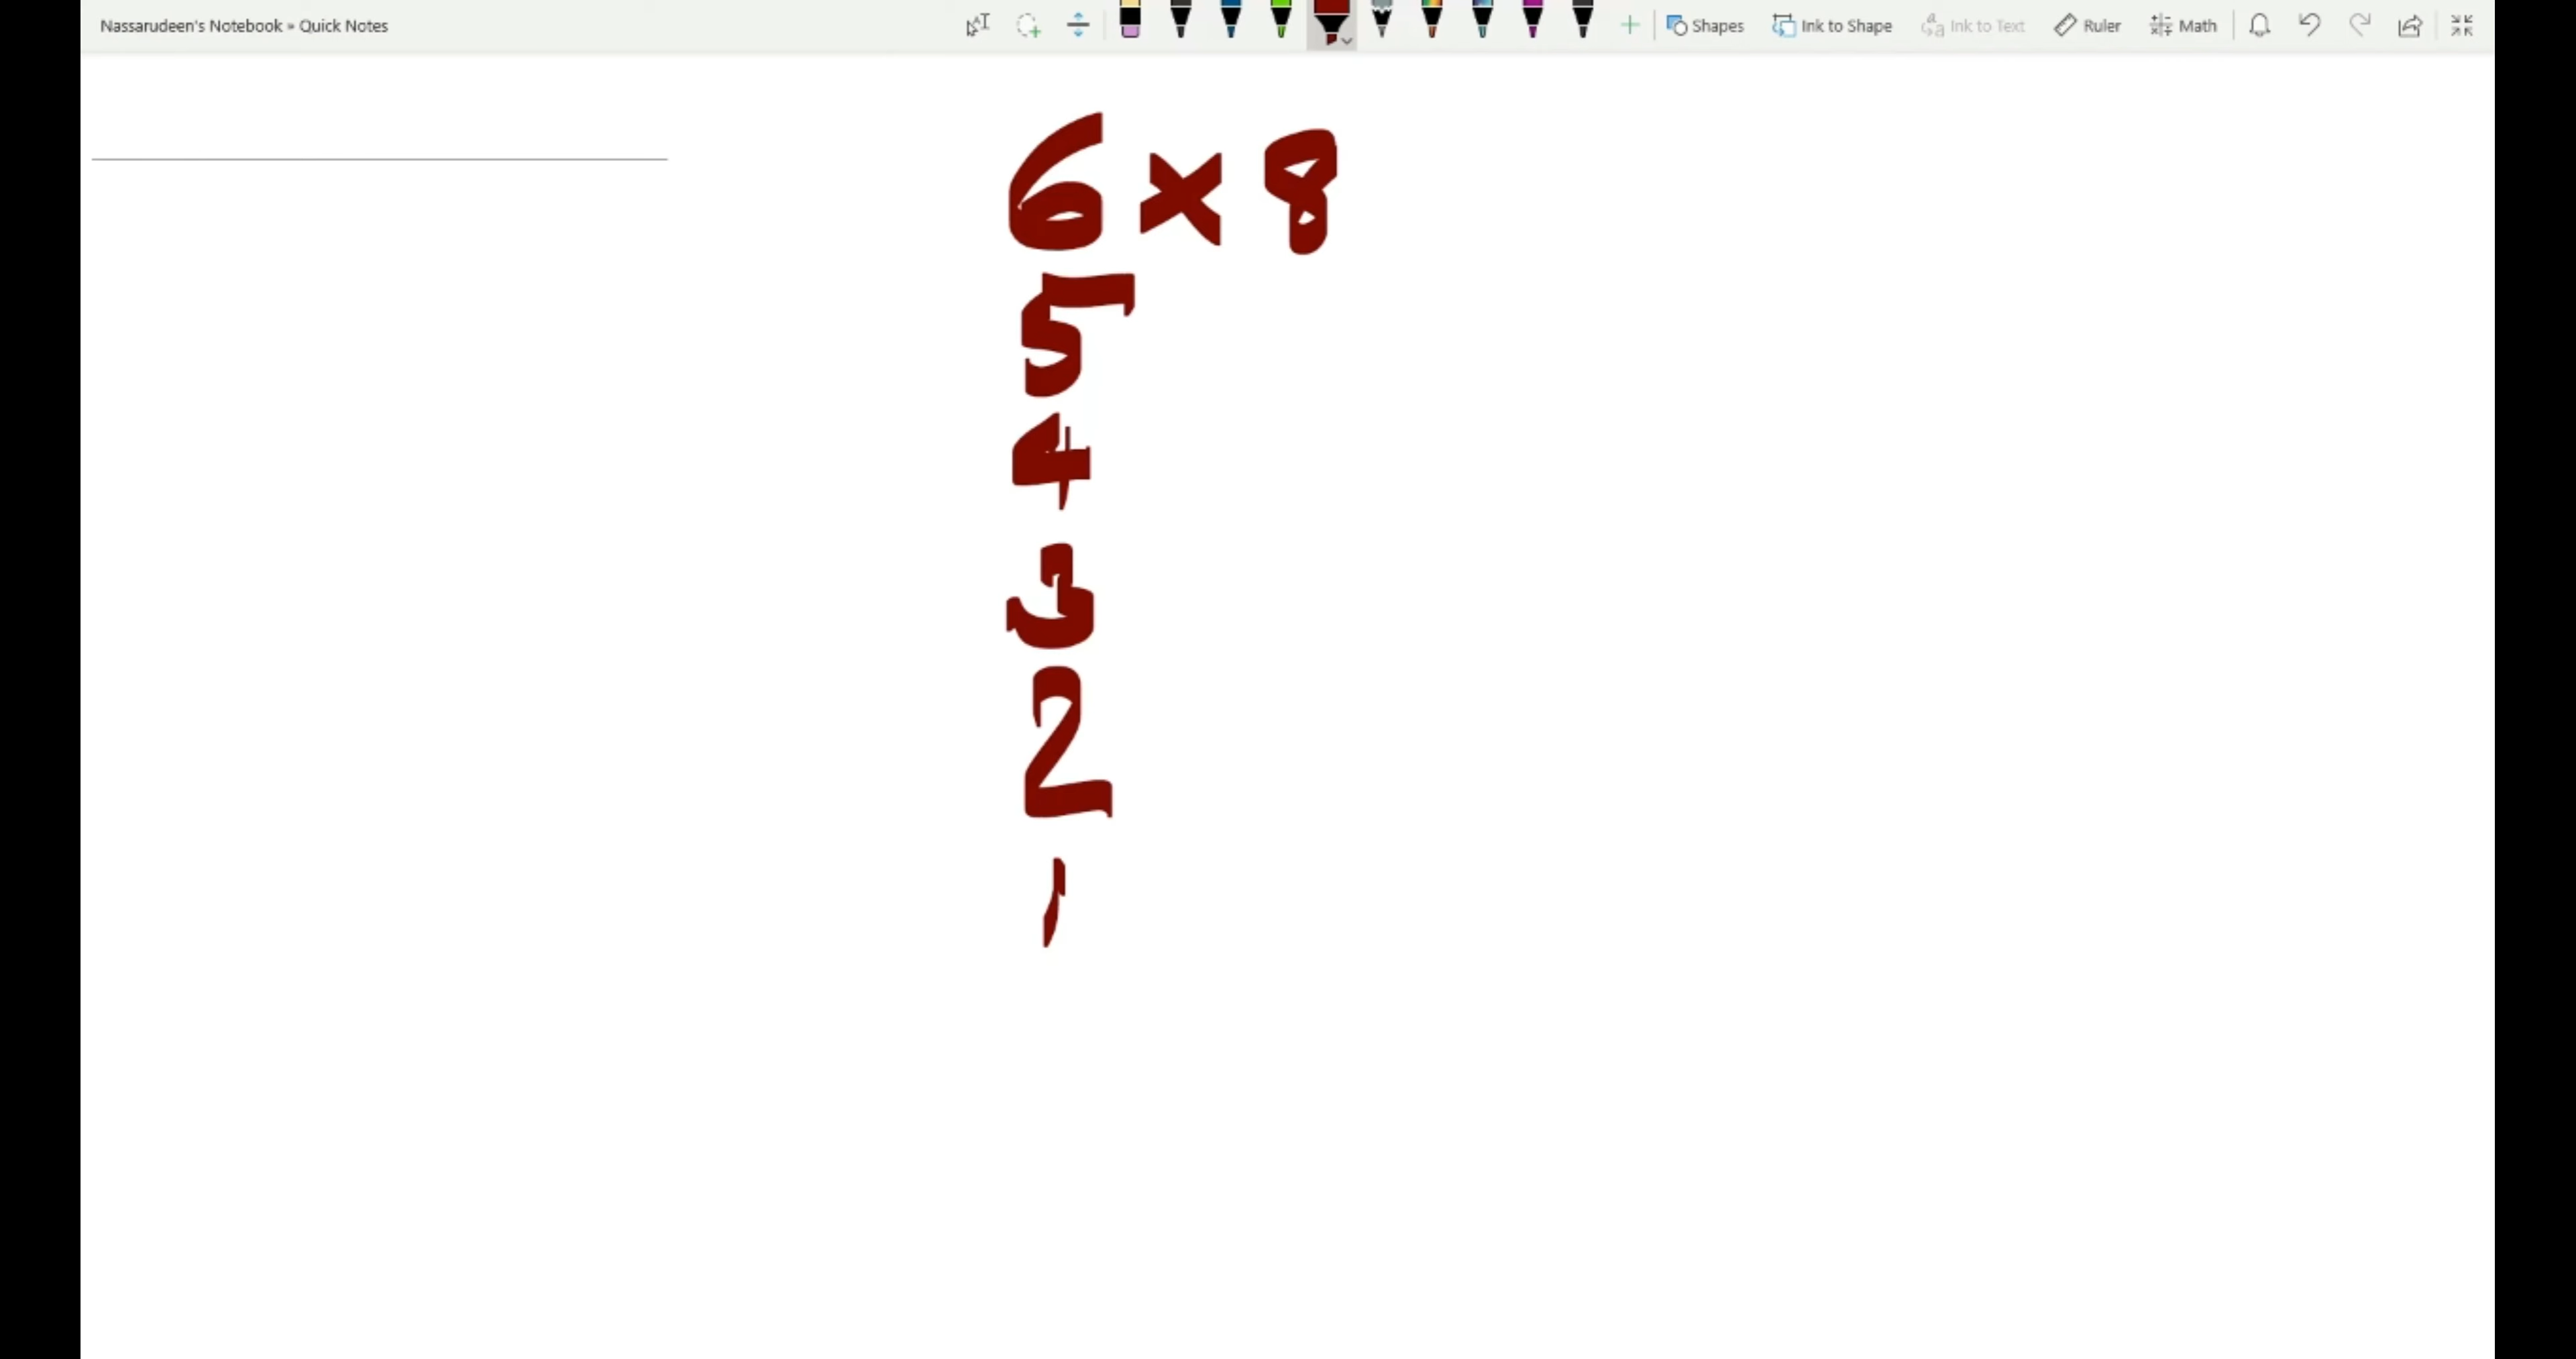 Nassarudeen's Notebook » Quick Notes
Shapes Ink to Shape Ink to Text Ruler Math
6 × 8
5
4
3
2
1